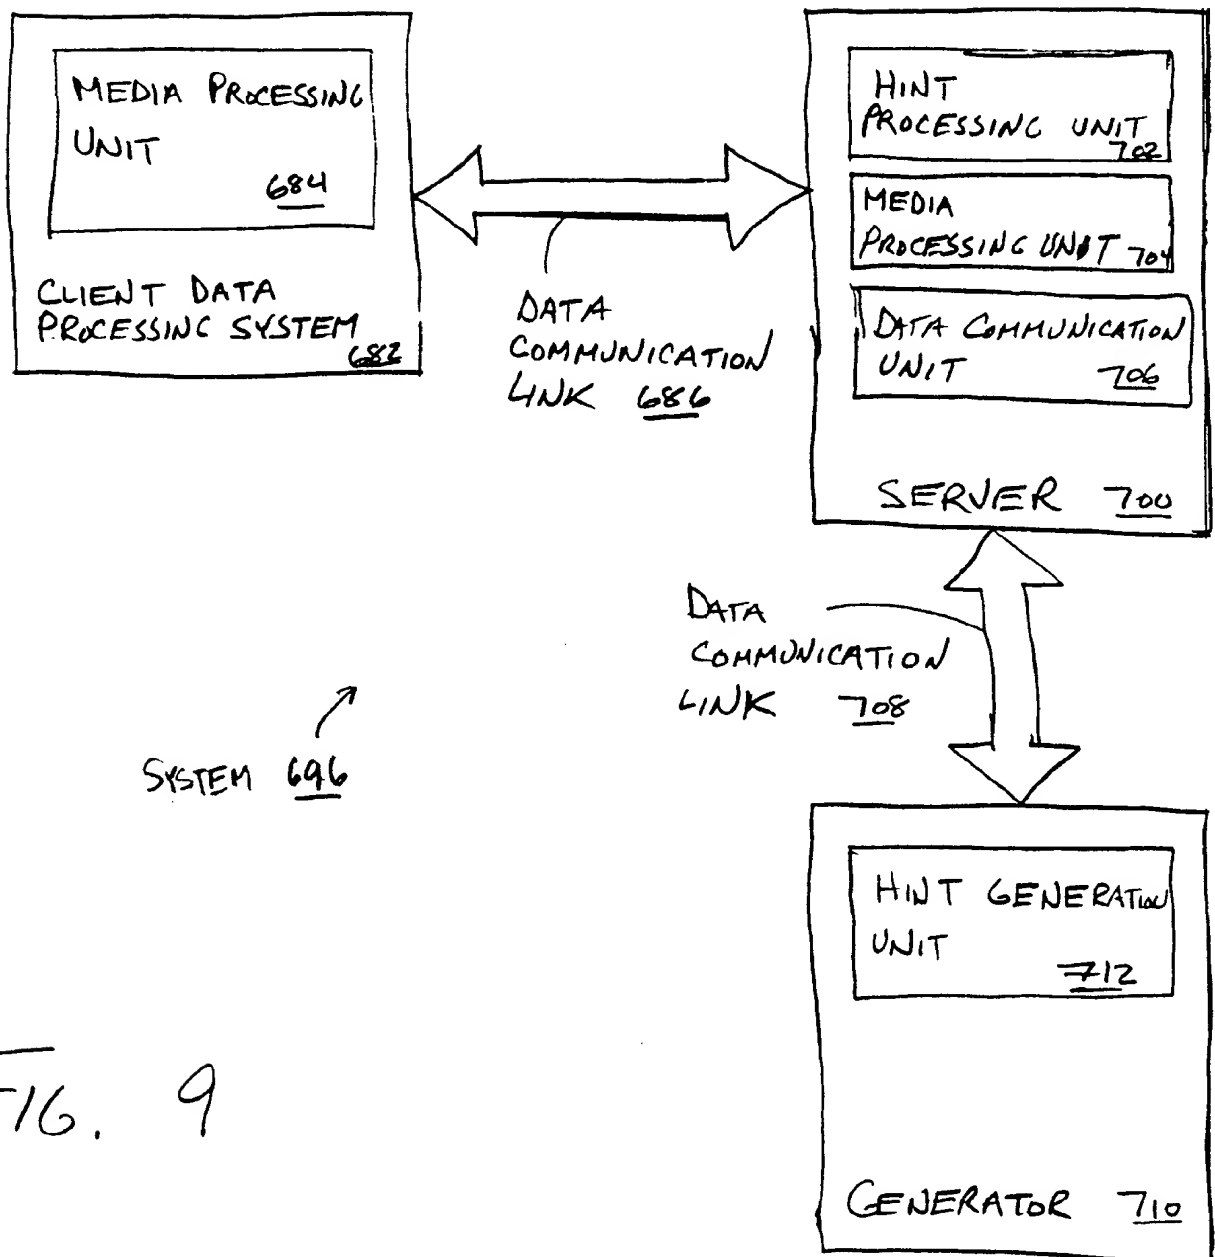 MEDIA PROCESSING
UNIT
684
CLIENT DATA
PROCESSING SYSTEM
682
DATA
COMMUNICATION
LINK 686
HINT
PROCESSING UNIT
702
MEDIA
PROCESSING UNIT 704
DATA COMMUNICATION
UNIT 706
SERVER 700
DATA
COMMUNICATION
LINK 708
SYSTEM 696
HINT GENERATION
UNIT
712
GENERATOR 710
FIG. 9